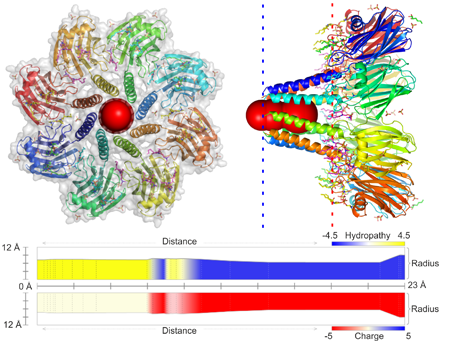 Distance
-4.5 Hydropathy 4.5
12 Å
Radius
0 Å
23 Å
Radius
12 Å
Distance
-5 Charge 5